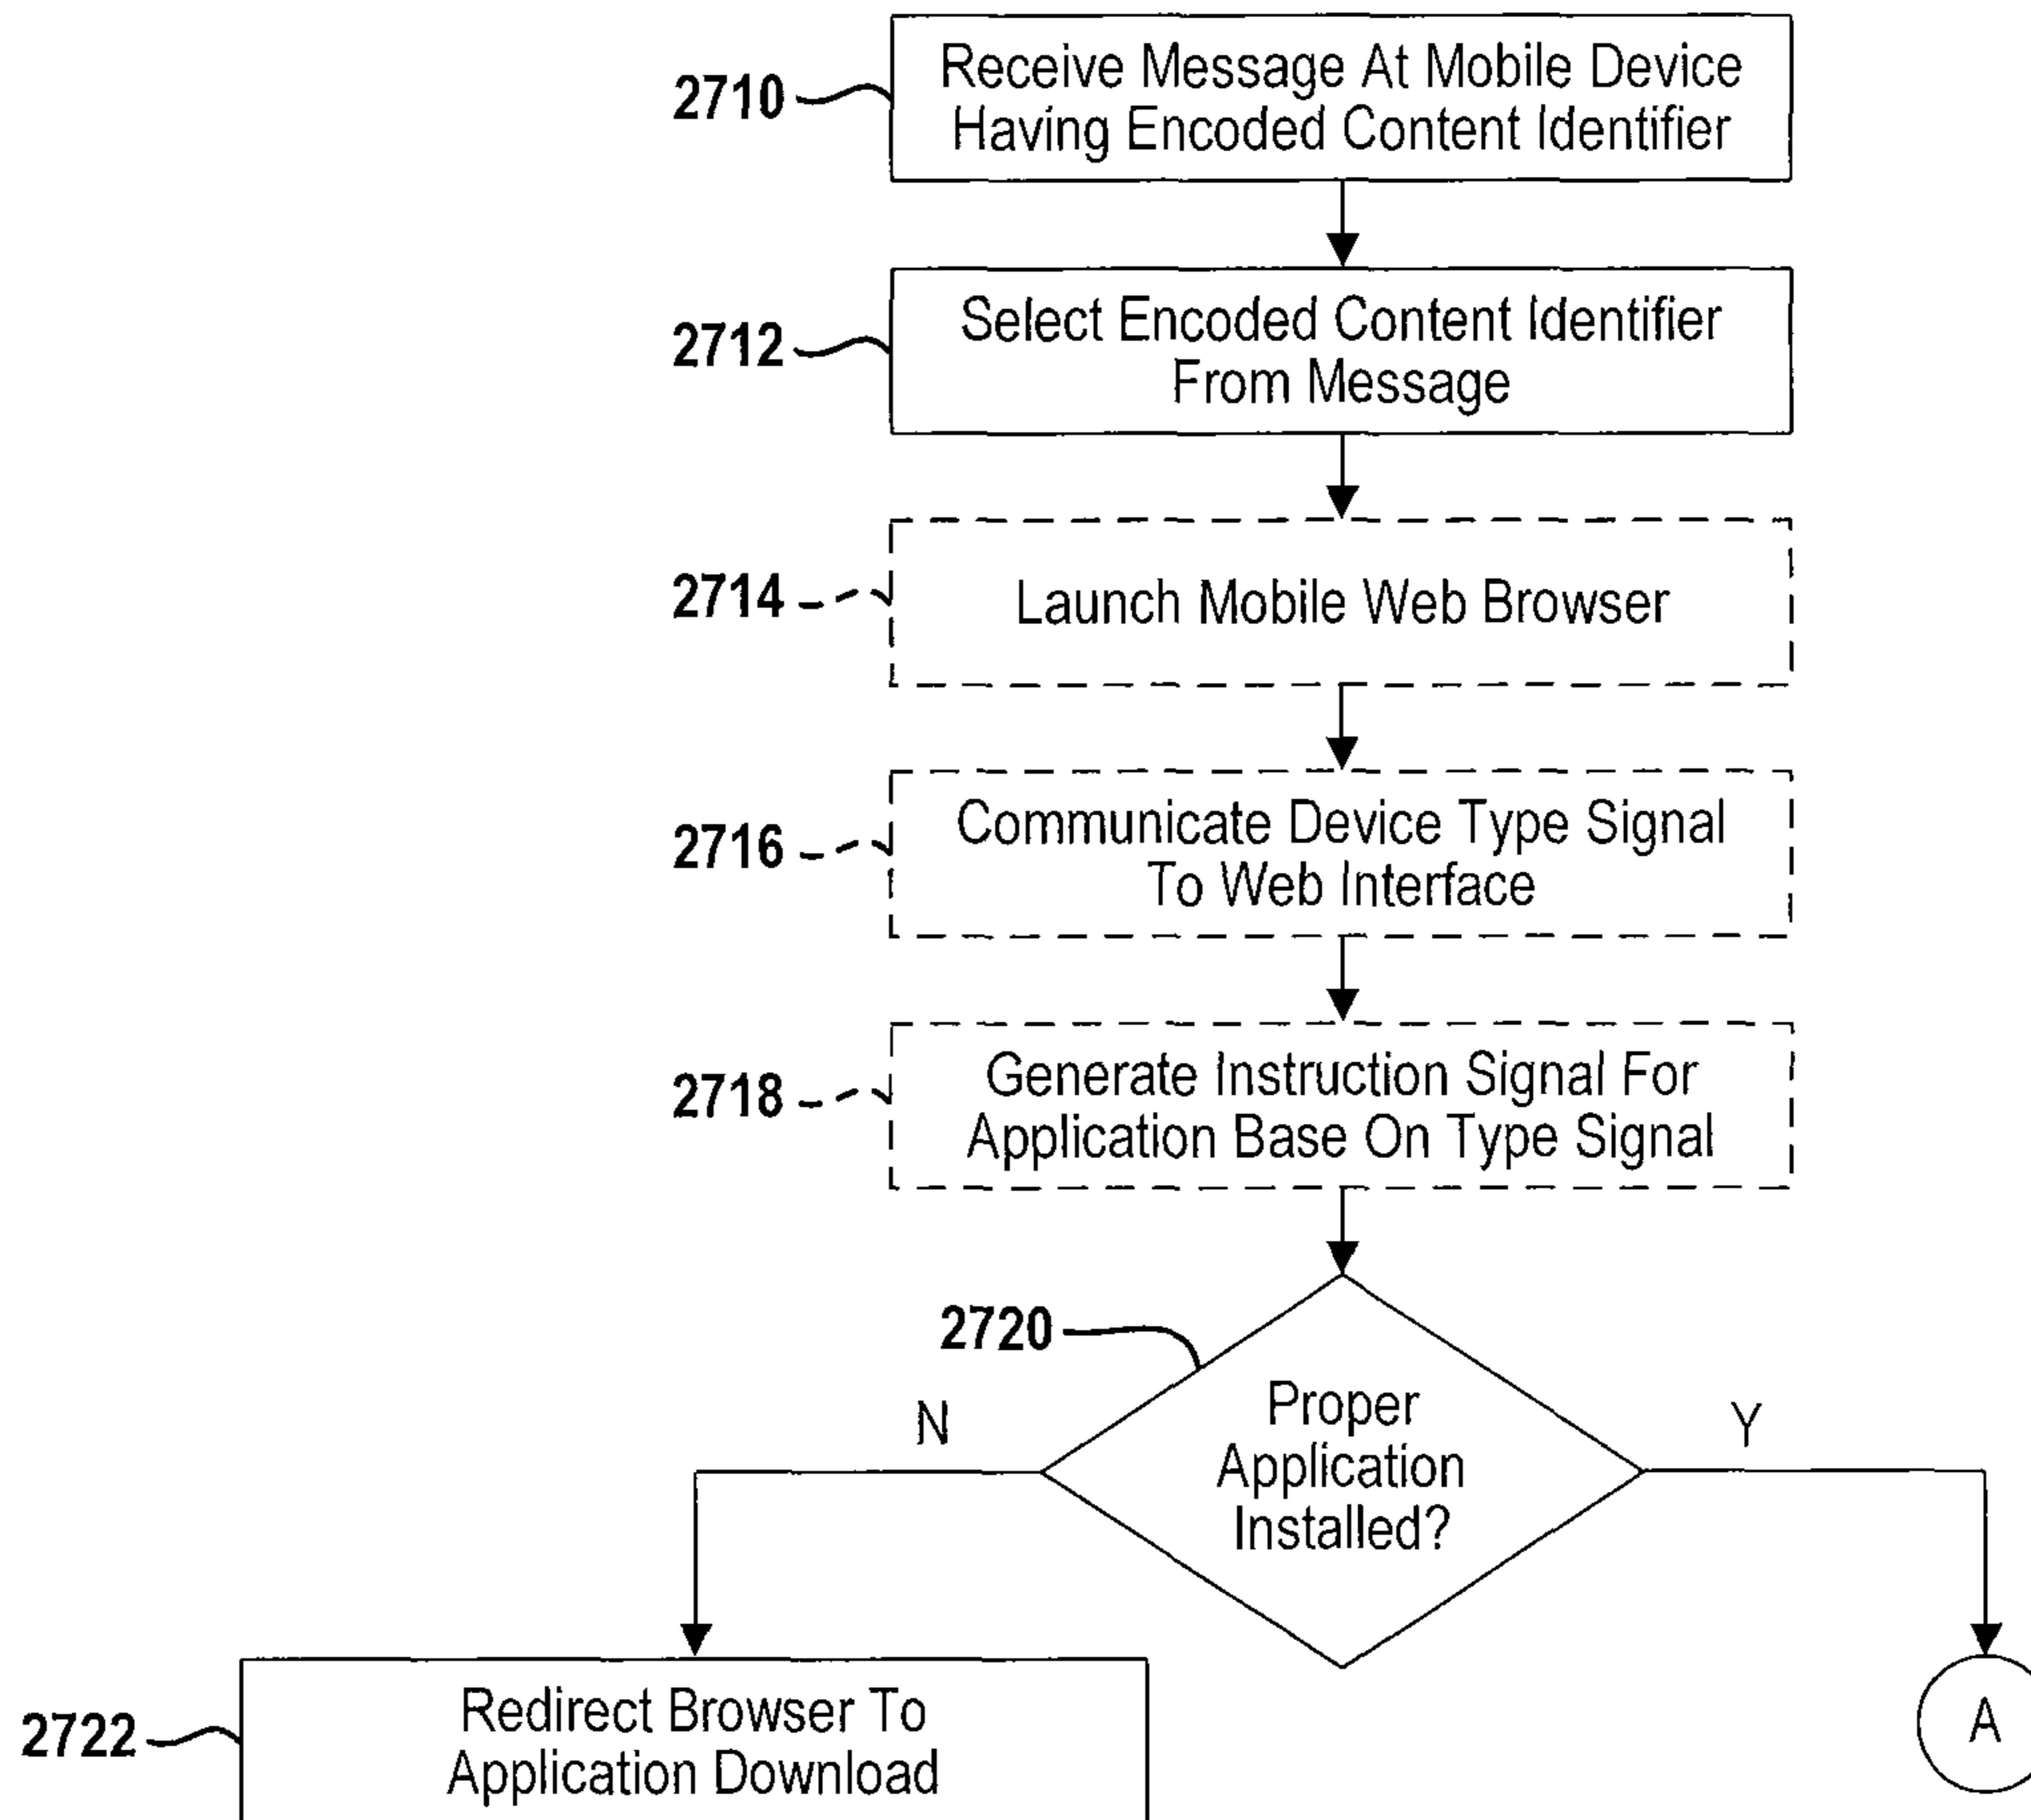 2710
Receive Message At Mobile Device
Having Encoded Content Identifier
2712
Select Encoded Content Identifier
From Message
2714
Launch Mobile Web Browser
2716
Communicate Device Type Signal
To Web Interface
2718
Generate Instruction Signal For
Application Base On Type Signal
2720
Proper
Application
Installed?
N
Y
2722
Redirect Browser To
Application Download
A